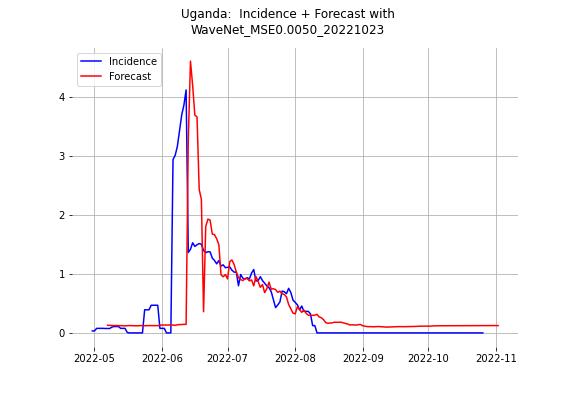 Uganda:  Incidence + Forecast with
WaveNet_MSE0.0050_20221023
Incidence
Forecast
4
3
2
1
0
2022-05 2022-06 2022-07 2022-08 2022-09 2022-10 2022-11